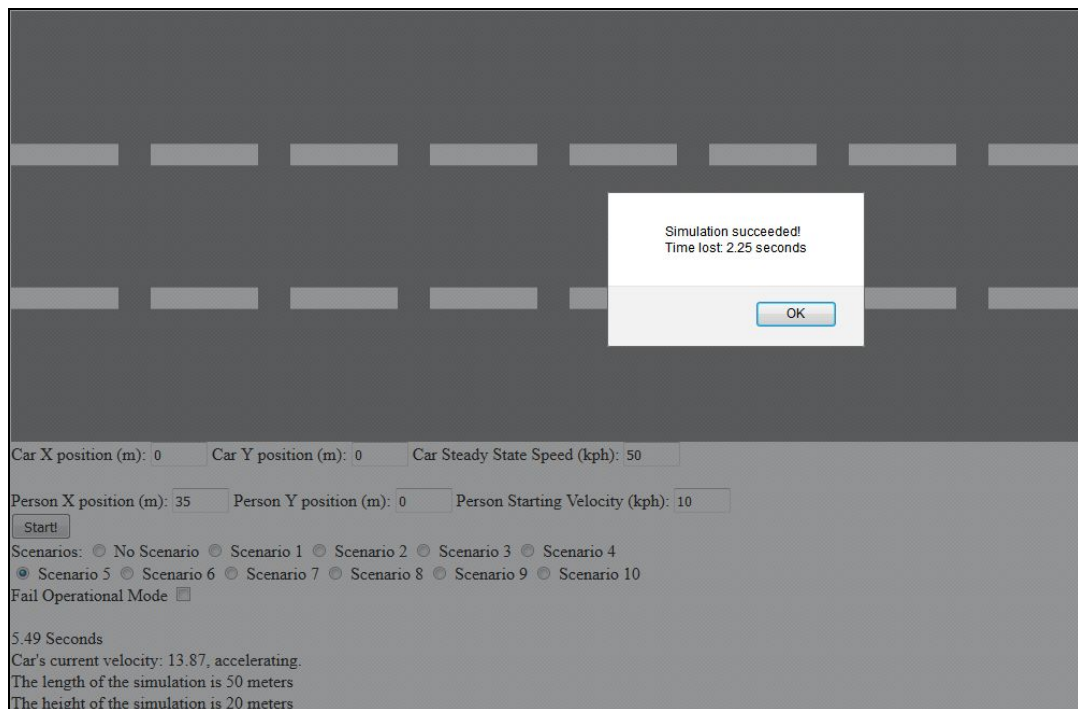 Simulation succeeded!
Time lost: 2.25 seconds
OK
Car X position (m): 0 Car Y position (m): 0 Car Steady State Speed (kph): 50
Person X position (m): 35 Person Y position (m): 0 Person Starting Velocity (kph): 10
Start!
Scenarios: No Scenario Scenario 1 Scenario 2 Scenario 3 Scenario 4
Scenario 5 Scenario 6 Scenario 7 Scenario 8 Scenario 9 Scenario 10
Fail Operational Mode
5.49 Seconds
Car's current velocity: 13.87, accelerating.
The length of the simulation is 50 meters
The height of the simulation is 20 meters